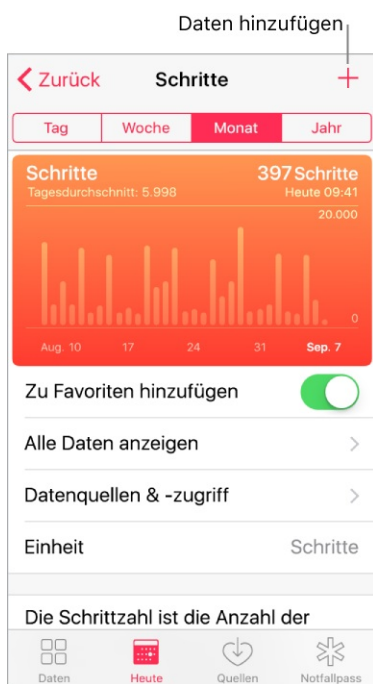 Daten hinzufügen
Zurück Schritte
Tag Woche Monat Jahr
Schritte 397 Schritte
Tagesdurchschnitt: 5.998 Heute 09:41
20.000
0
Aug. 10 17 24 31 Sep. 7
Zu Favoriten hinzufügen
Alle Daten anzeigen
Datenquellen & -zugriff
Einheit Schritte
Die Schrittzahl ist die Anzahl der
Daten Heute Quellen Notfallpass